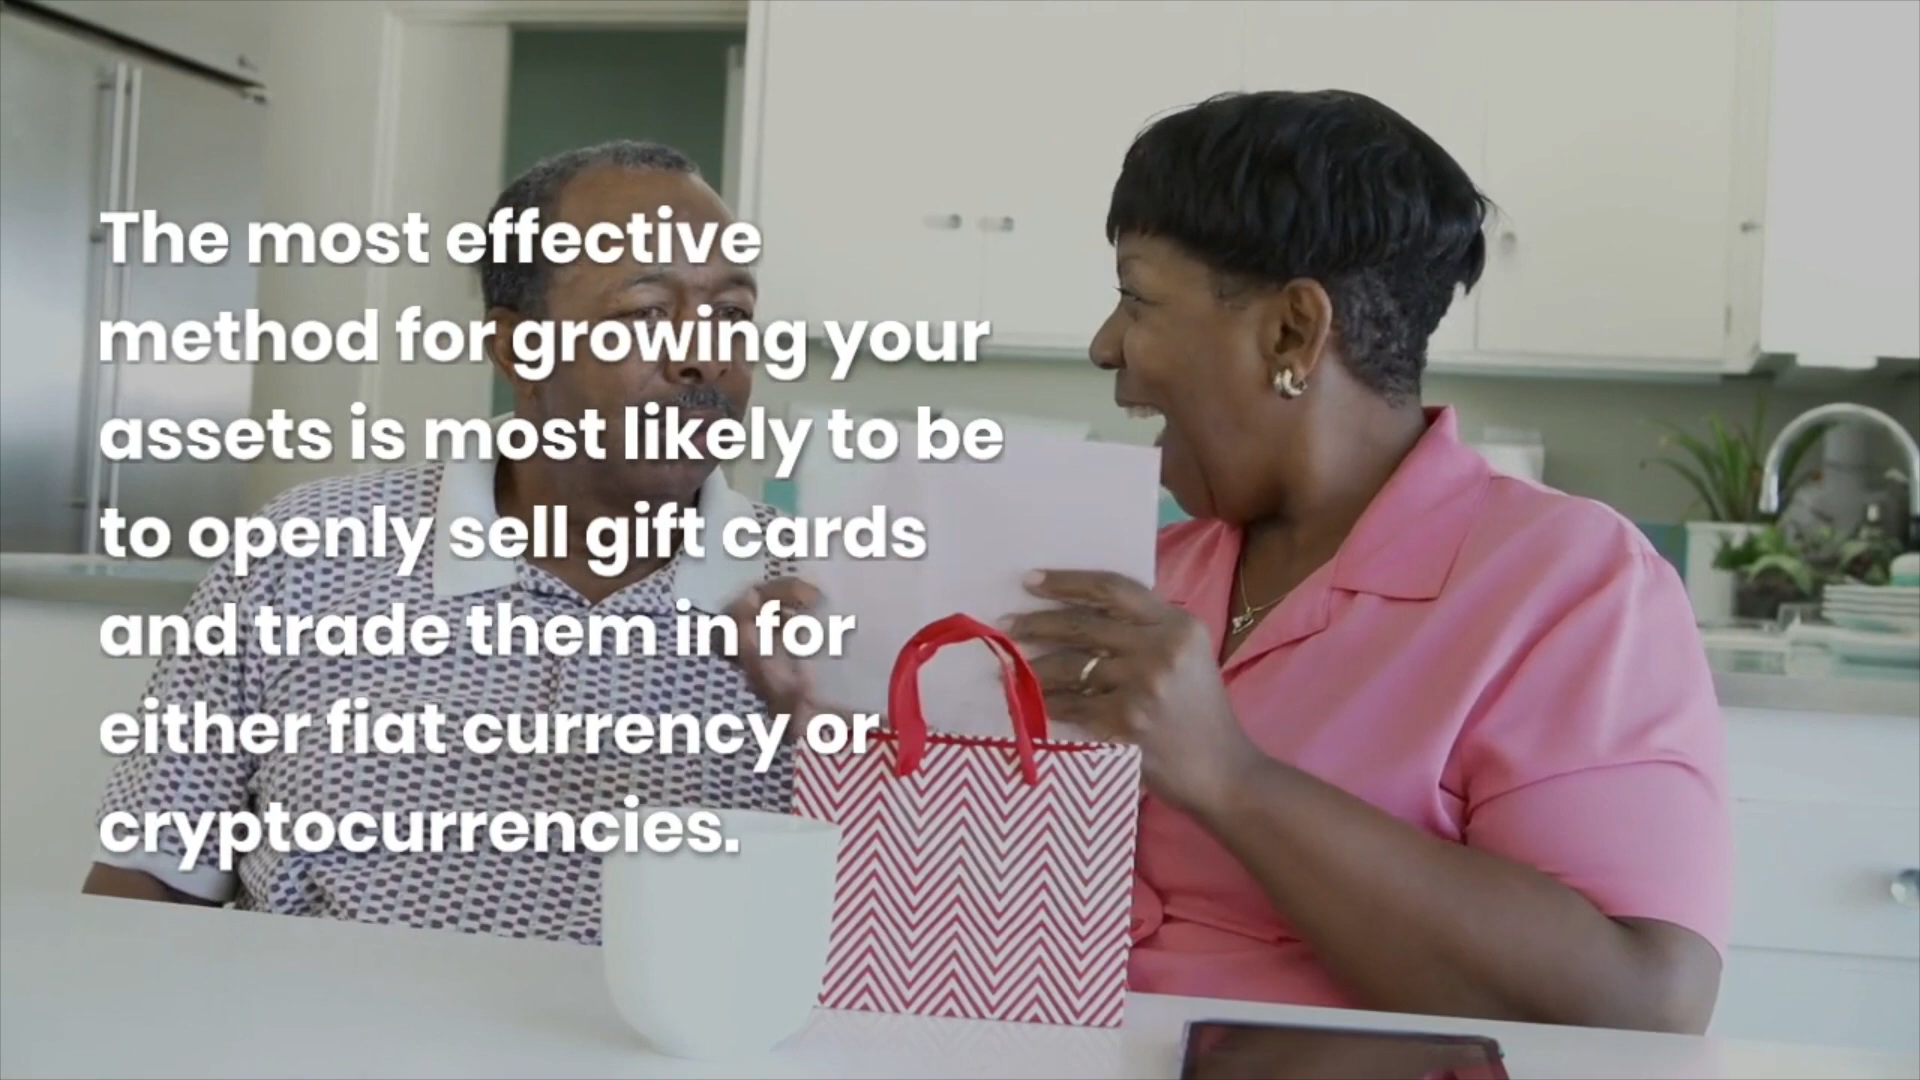 The most effective
method for growing your
assets is most likely to be
to openly sell gift cards
and trade them in for
either fiat currency or
cryptocurrencies.